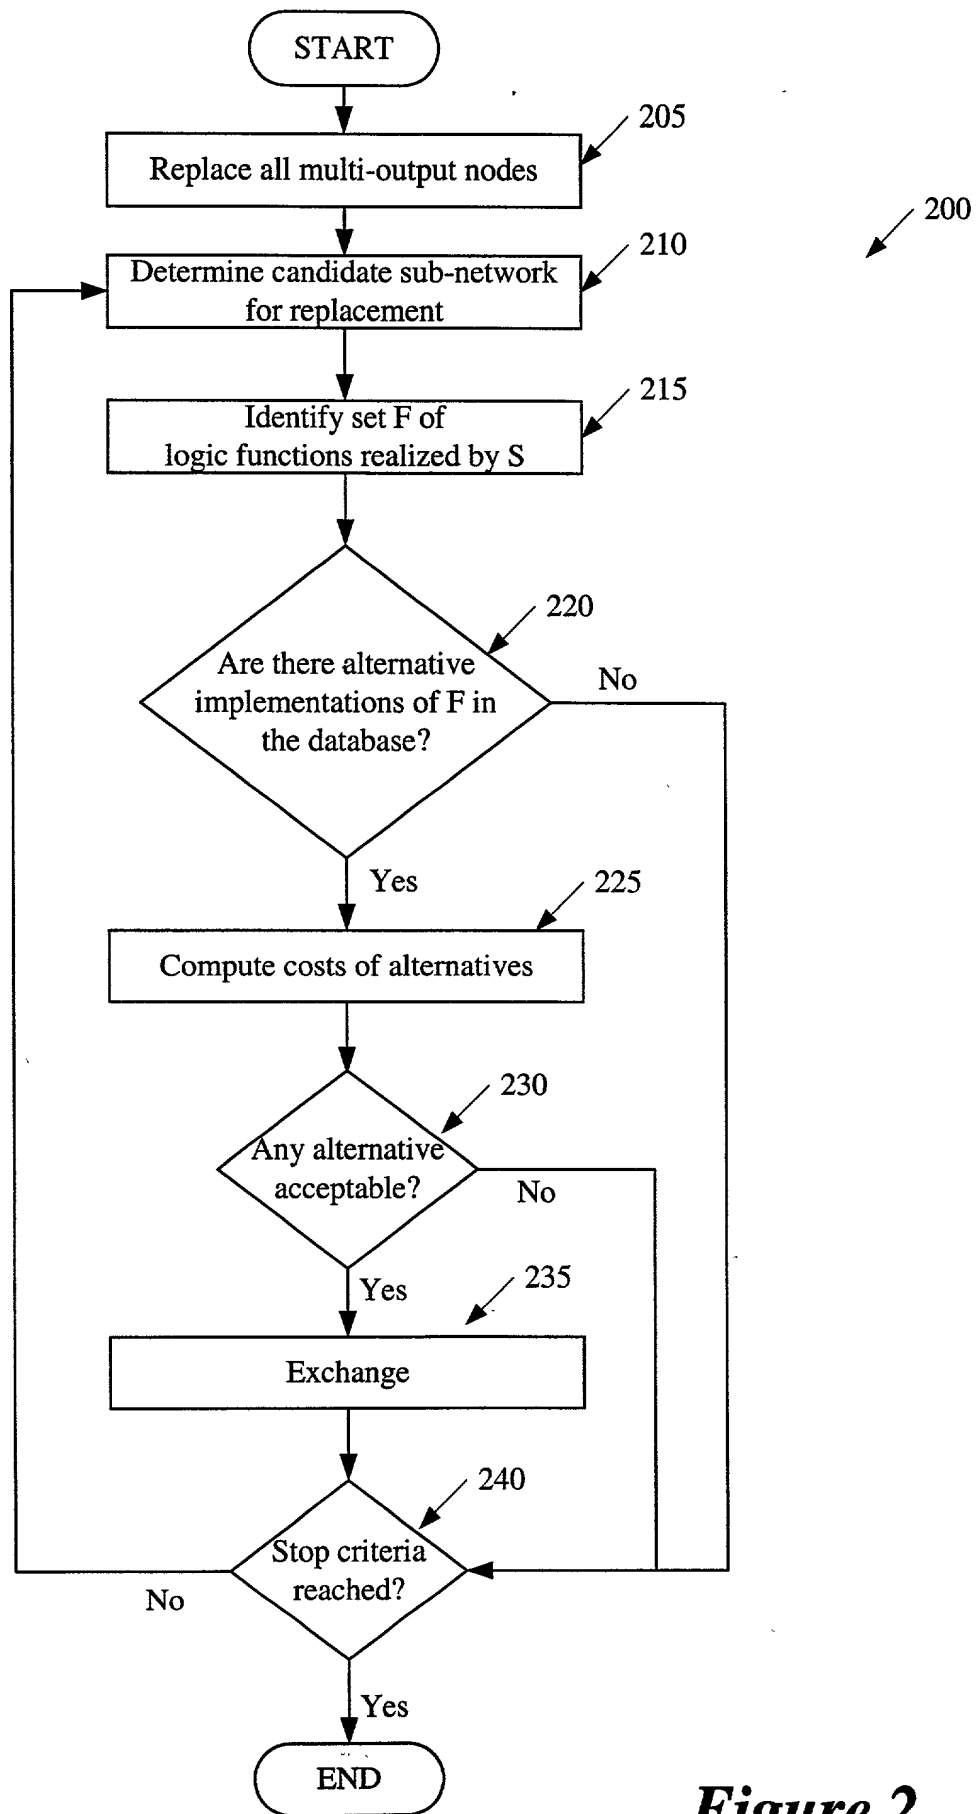 START
205
Replace all multi-output nodes
200
210
Determine candidate sub-network
for replacement
215
Identify set F of
logic functions realized by S
220
Are there alternative
implementations of F in
the database?
No
Yes
225
Compute costs of alternatives
230
Any alternative
acceptable?
No
Yes
235
Exchange
240
Stop criteria
reached?
No
Yes
END
Figure 2